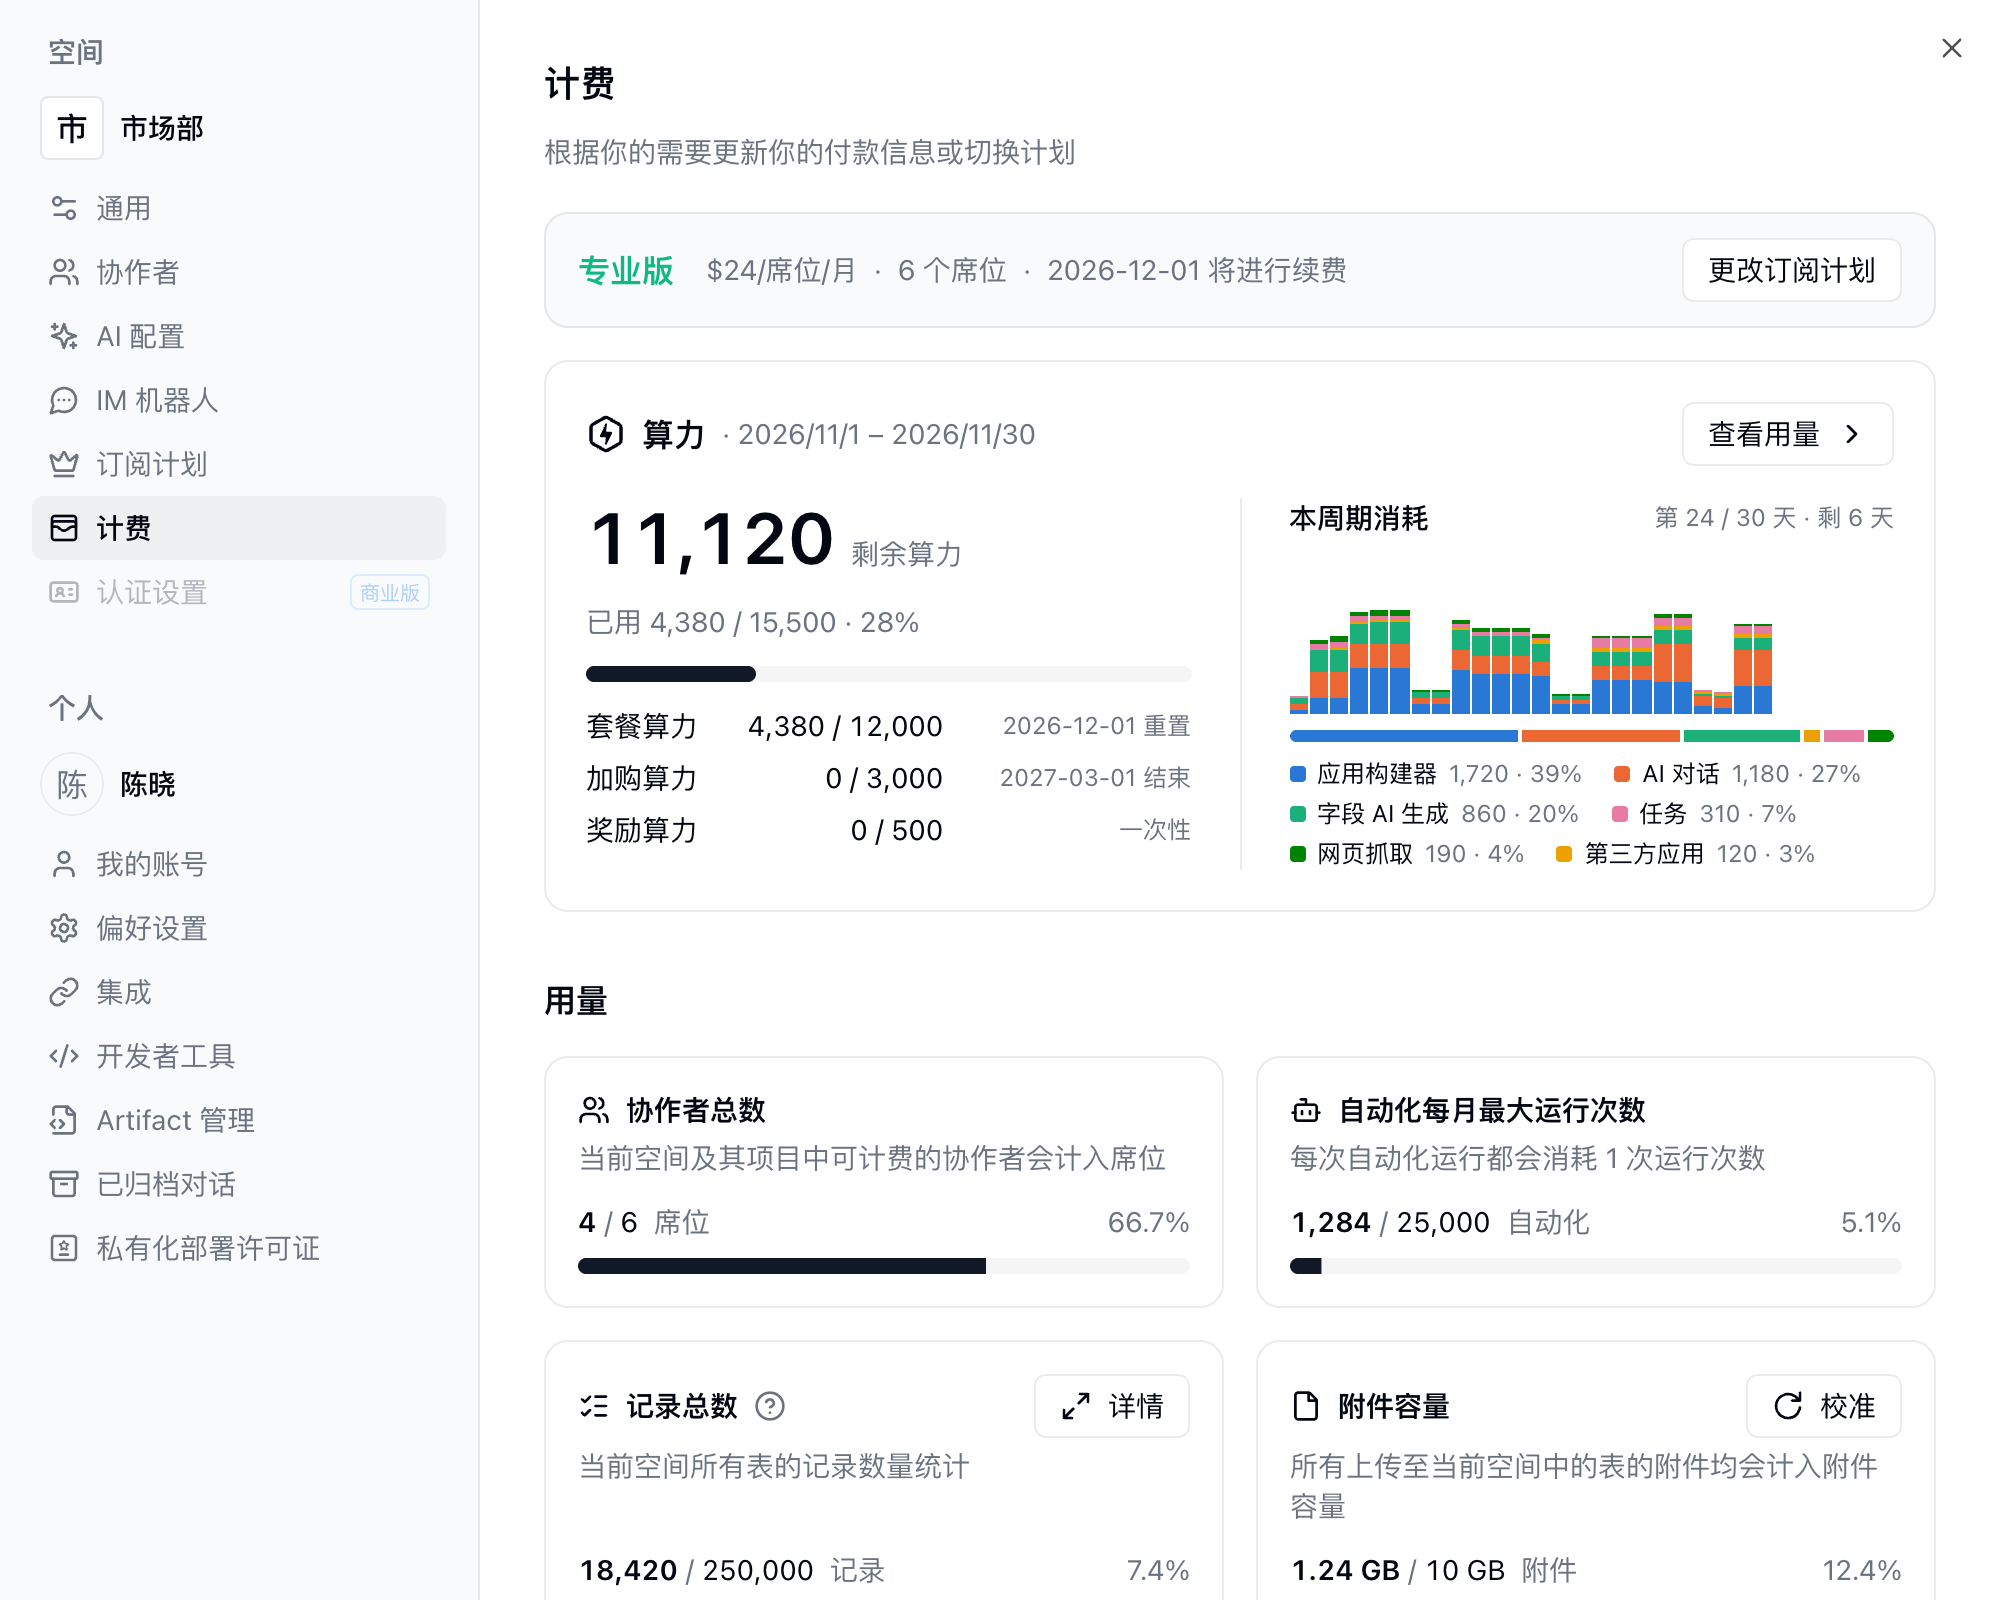 空间
市 市场部
通用
协作者
AI 配置
IM 机器人
订阅计划
计费
认证设置 商业版
个人
陈 陈晓
我的账号
偏好设置
集成
开发者工具
Artifact 管理
已归档对话
私有化部署许可证
计费
根据你的需要更新你的付款信息或切换计划
专业版 $24/席位/月 · 6 个席位 · 2026-12-01 将进行续费 更改订阅计划
算力 · 2026/11/1 – 2026/11/30 查看用量
11,120 剩余算力
已用 4,380 / 15,500 · 28%
套餐算力 4,380 / 12,000 2026-12-01 重置
加购算力 0 / 3,000 2027-03-01 结束
奖励算力 0 / 500 一次性
本周期消耗 第 24 / 30 天 · 剩 6 天
应用构建器 1,720 · 39% AI 对话 1,180 · 27%
字段 AI 生成 860 · 20% 任务 310 · 7%
网页抓取 190 · 4% 第三方应用 120 · 3%
用量
协作者总数
当前空间及其项目中可计费的协作者会计入席位
4 / 6 席位 66.7%
自动化每月最大运行次数
每次自动化运行都会消耗 1 次运行次数
1,284 / 25,000 自动化 5.1%
记录总数 详情
当前空间所有表的记录数量统计
18,420 / 250,000 记录 7.4%
附件容量 校准
所有上传至当前空间中的表的附件均会计入附件
容量
1.24 GB / 10 GB 附件 12.4%